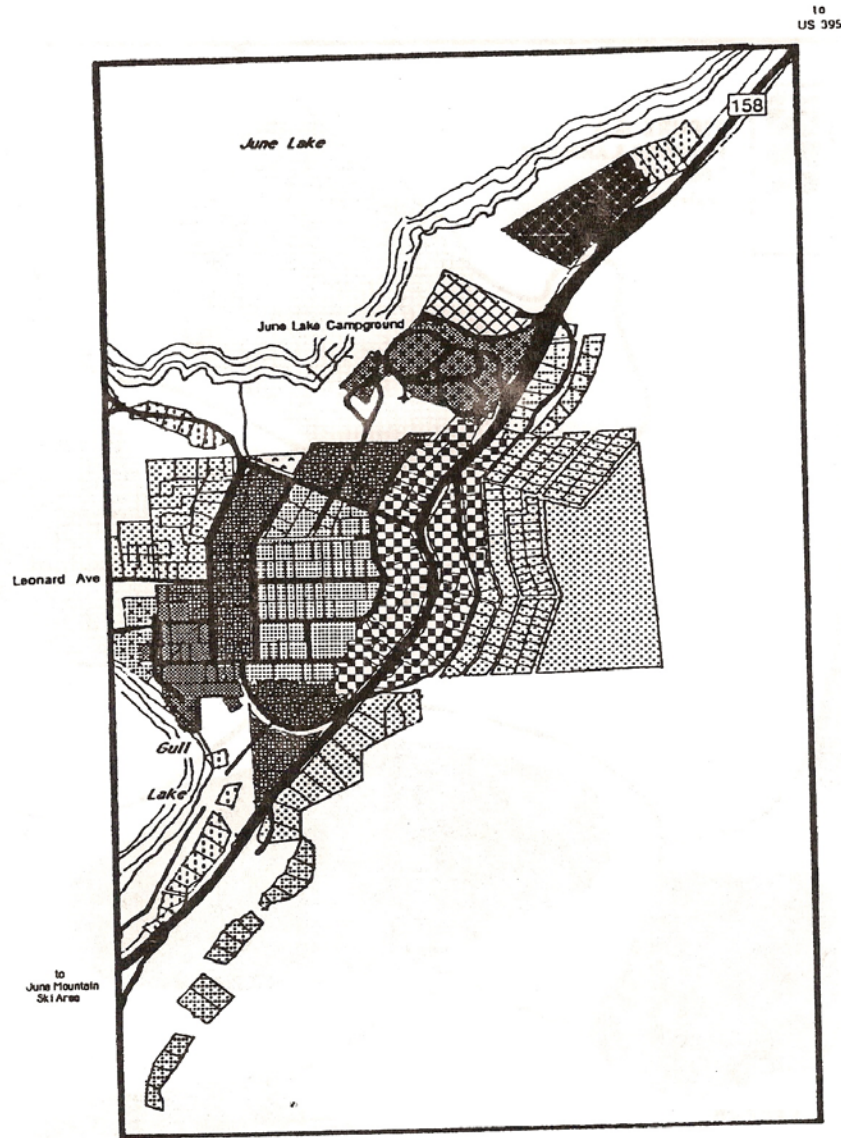 to
US 395
158
June Lake
June Lake Campground
Leonard Ave
Gull
Lake
to
June Mountain
Ski Area